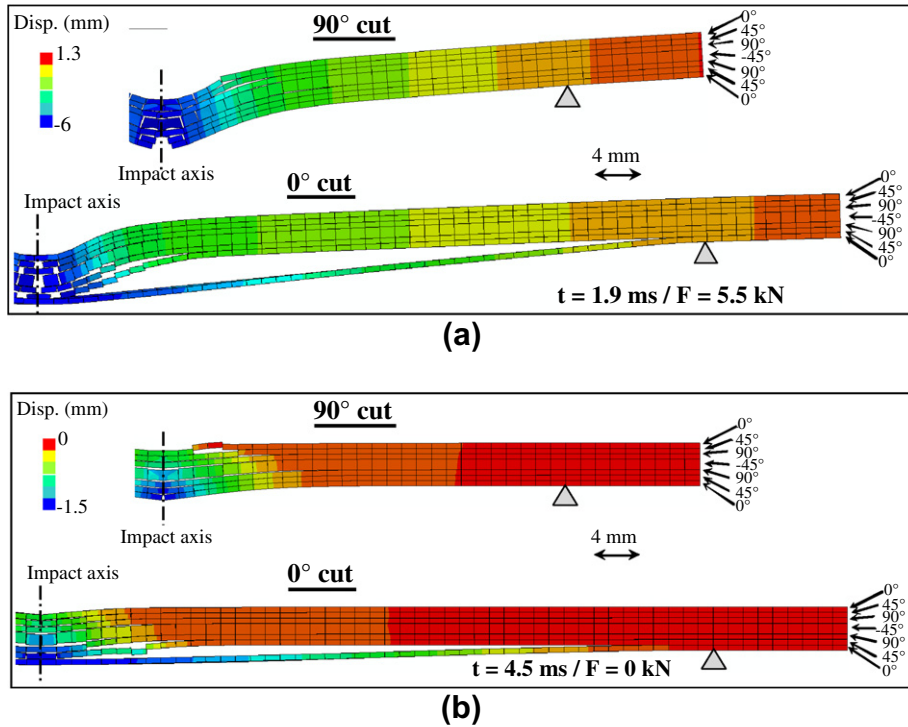 Disp. (mm)
90° cut
1.3
-6
0°
45°
90°
-45°
90°
45°
0°
Impact axis
4 mm
0° cut
Impact axis
0°
45°
90°
-45°
90°
45°
0°
t = 1.9 ms / F = 5.5 kN
(a)
Disp. (mm)
90° cut
0
-1.5
0°
45°
90°
-45°
90°
45°
0°
Impact axis
4 mm
0° cut
Impact axis
0°
45°
90°
-45°
90°
45°
0°
t = 4.5 ms / F = 0 kN
(b)